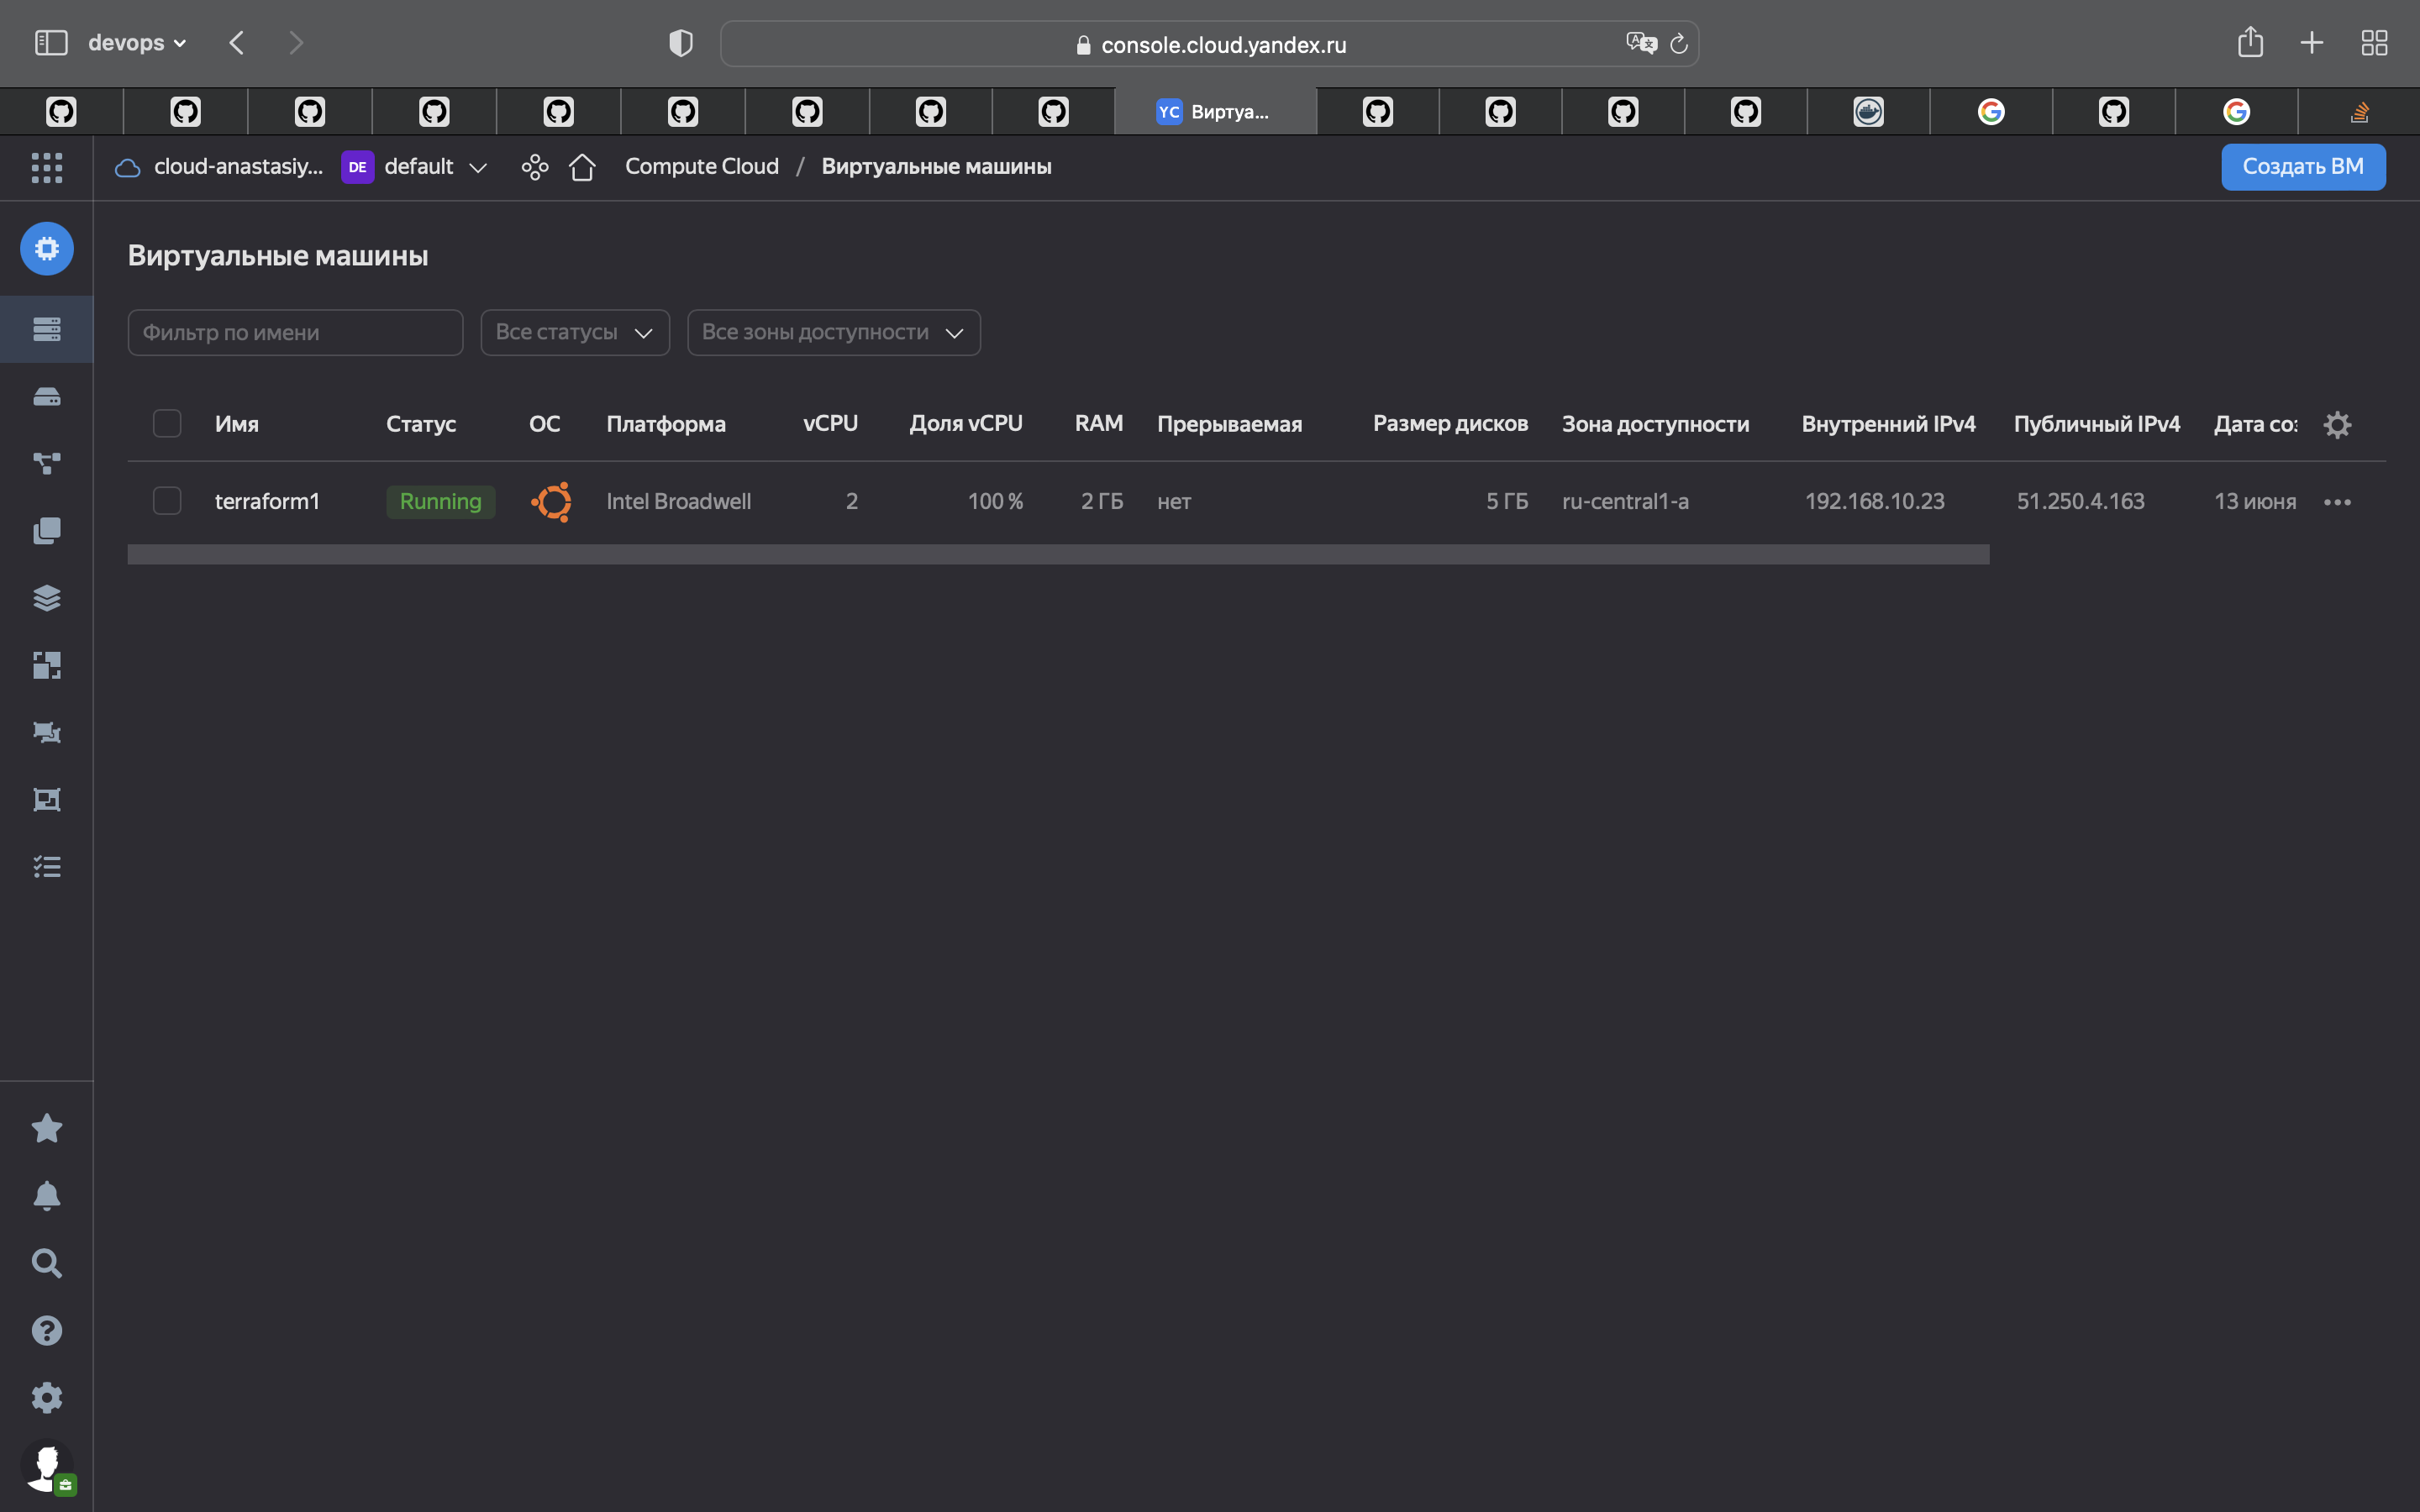 devops
console.cloud.yandex.ru
YC Виртуа...
cloud-anastasiy... DE default Compute Cloud / Виртуальные машины Создать ВМ
Виртуальные машины
Фильтр по имени Все статусы Все зоны доступности
Имя Статус ОС Платформа vCPU Доля vCPU RAM Прерываемая Размер дисков Зона доступности Внутренний IPv4 Публичный IPv4 Дата со
terraform1 Running Intel Broadwell 2 100 % 2 ГБ нет 5 ГБ ru-central1-a 192.168.10.23 51.250.4.163 13 июня